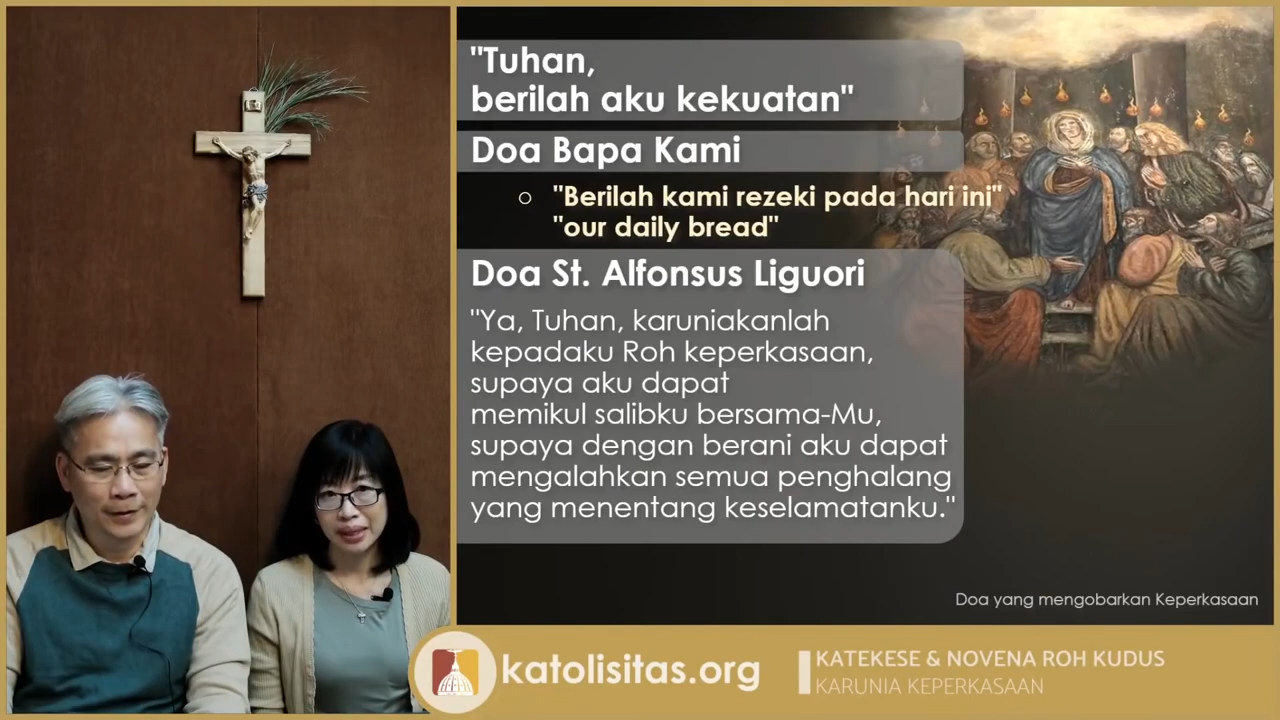 "Tuhan,
berilah aku kekuatan"
Doa Bapa Kami
"Berilah kami rezeki pada hari ini"
"our daily bread"
Doa St. Alfonsus Liguori
"Ya, Tuhan, karuniakanlah
kepadaku Roh keperkasaan,
supaya aku dapat
memikul salibku bersama-Mu,
supaya dengan berani aku dapat
mengalahkan semua penghalang
yang menentang keselamatanku."
Doa yang mengobarkan Keperkasaan
katolisitas.org
KATEKESE & NOVENA ROH KUDUS
KARUNIA KEPERKASAAN